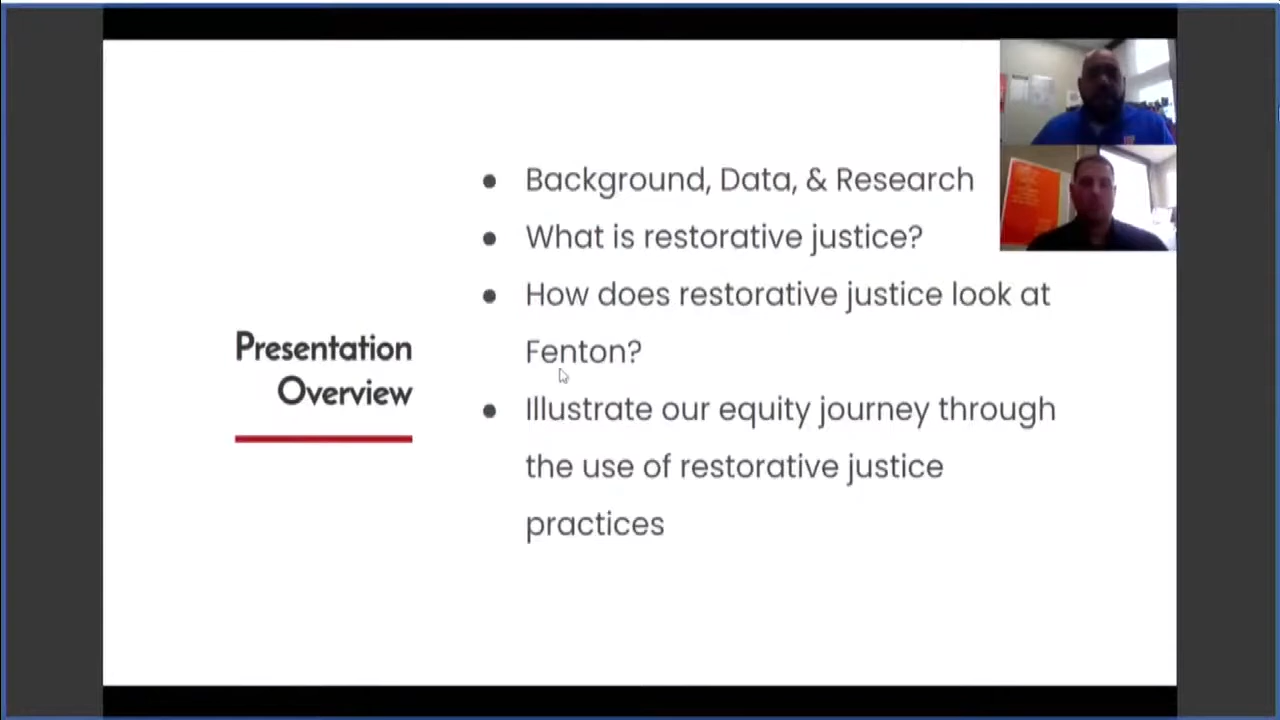 Presentation
Overview
Background, Data, & Research
What is restorative justice?
How does restorative justice look at
Fenton?
Illustrate our equity journey through
the use of restorative justice
practices